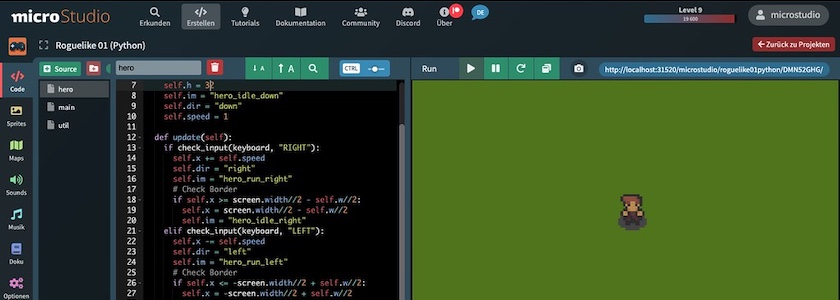 microStudio
Erkunden
Erstellen
Tutorials
Dokumentation
Community
Discord
Über
DE
Level 9
19 600
microstudio
Roguelike 01 (Python)
Zurück zu Projekten
Code
Sprites
Maps
Sounds
Musik
Doku
Optionen
Source
hero
main
util
hero
A
CTRL
Run
http://localhost:31520/microstudio/roguelike01python/DMN52GHG/
7 self.h = 32
8 self.im = "hero_idle_down"
9 self.dir = "down"
10 self.speed = 1
11
12 def update(self):
13 if check_input(keyboard, "RIGHT"):
14 self.x += self.speed
15 self.dir = "right"
16 self.im = "hero_run_right"
17 # Check Border
18 if self.x >= screen.width//2 - self.w//2:
19 self.x = screen.width//2 - self.w//2
20 self.im = "hero_idle_right"
21 elif check_input(keyboard, "LEFT"):
22 self.x -= self.speed
23 self.dir = "left"
24 self.im = "hero_run_left"
25 # Check Border
26 if self.x <= -screen.width//2 + self.w//2:
27 self.x = -screen.width//2 + self.w//2